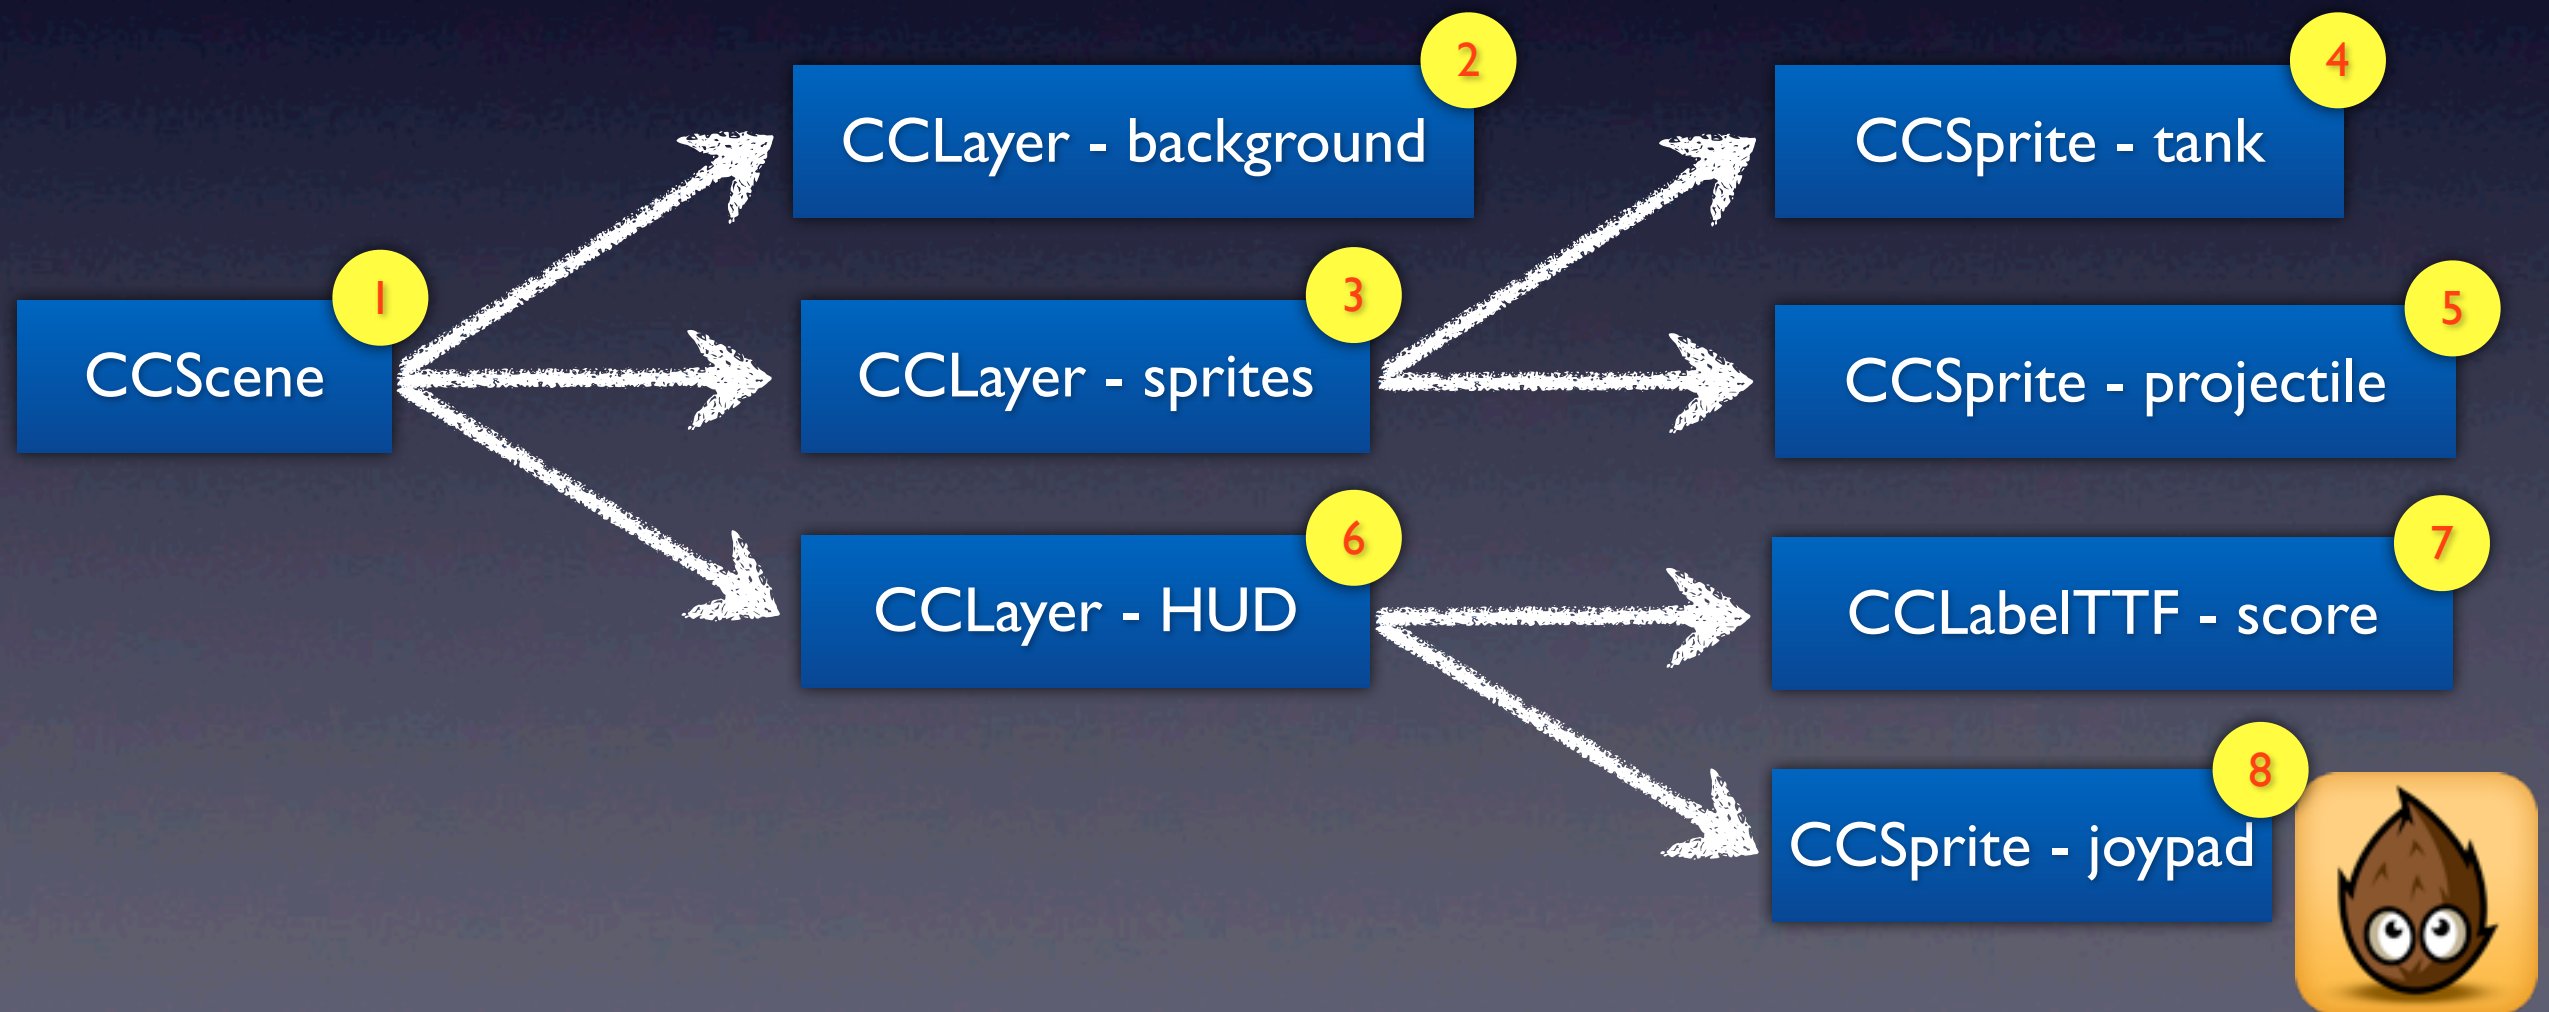 1
CCScene
2
CCLayer - background
3
CCLayer - sprites
4
CCSprite - tank
5
CCSprite - projectile
6
CCLayer - HUD
7
CCLabelTTF - score
8
CCSprite - joypad